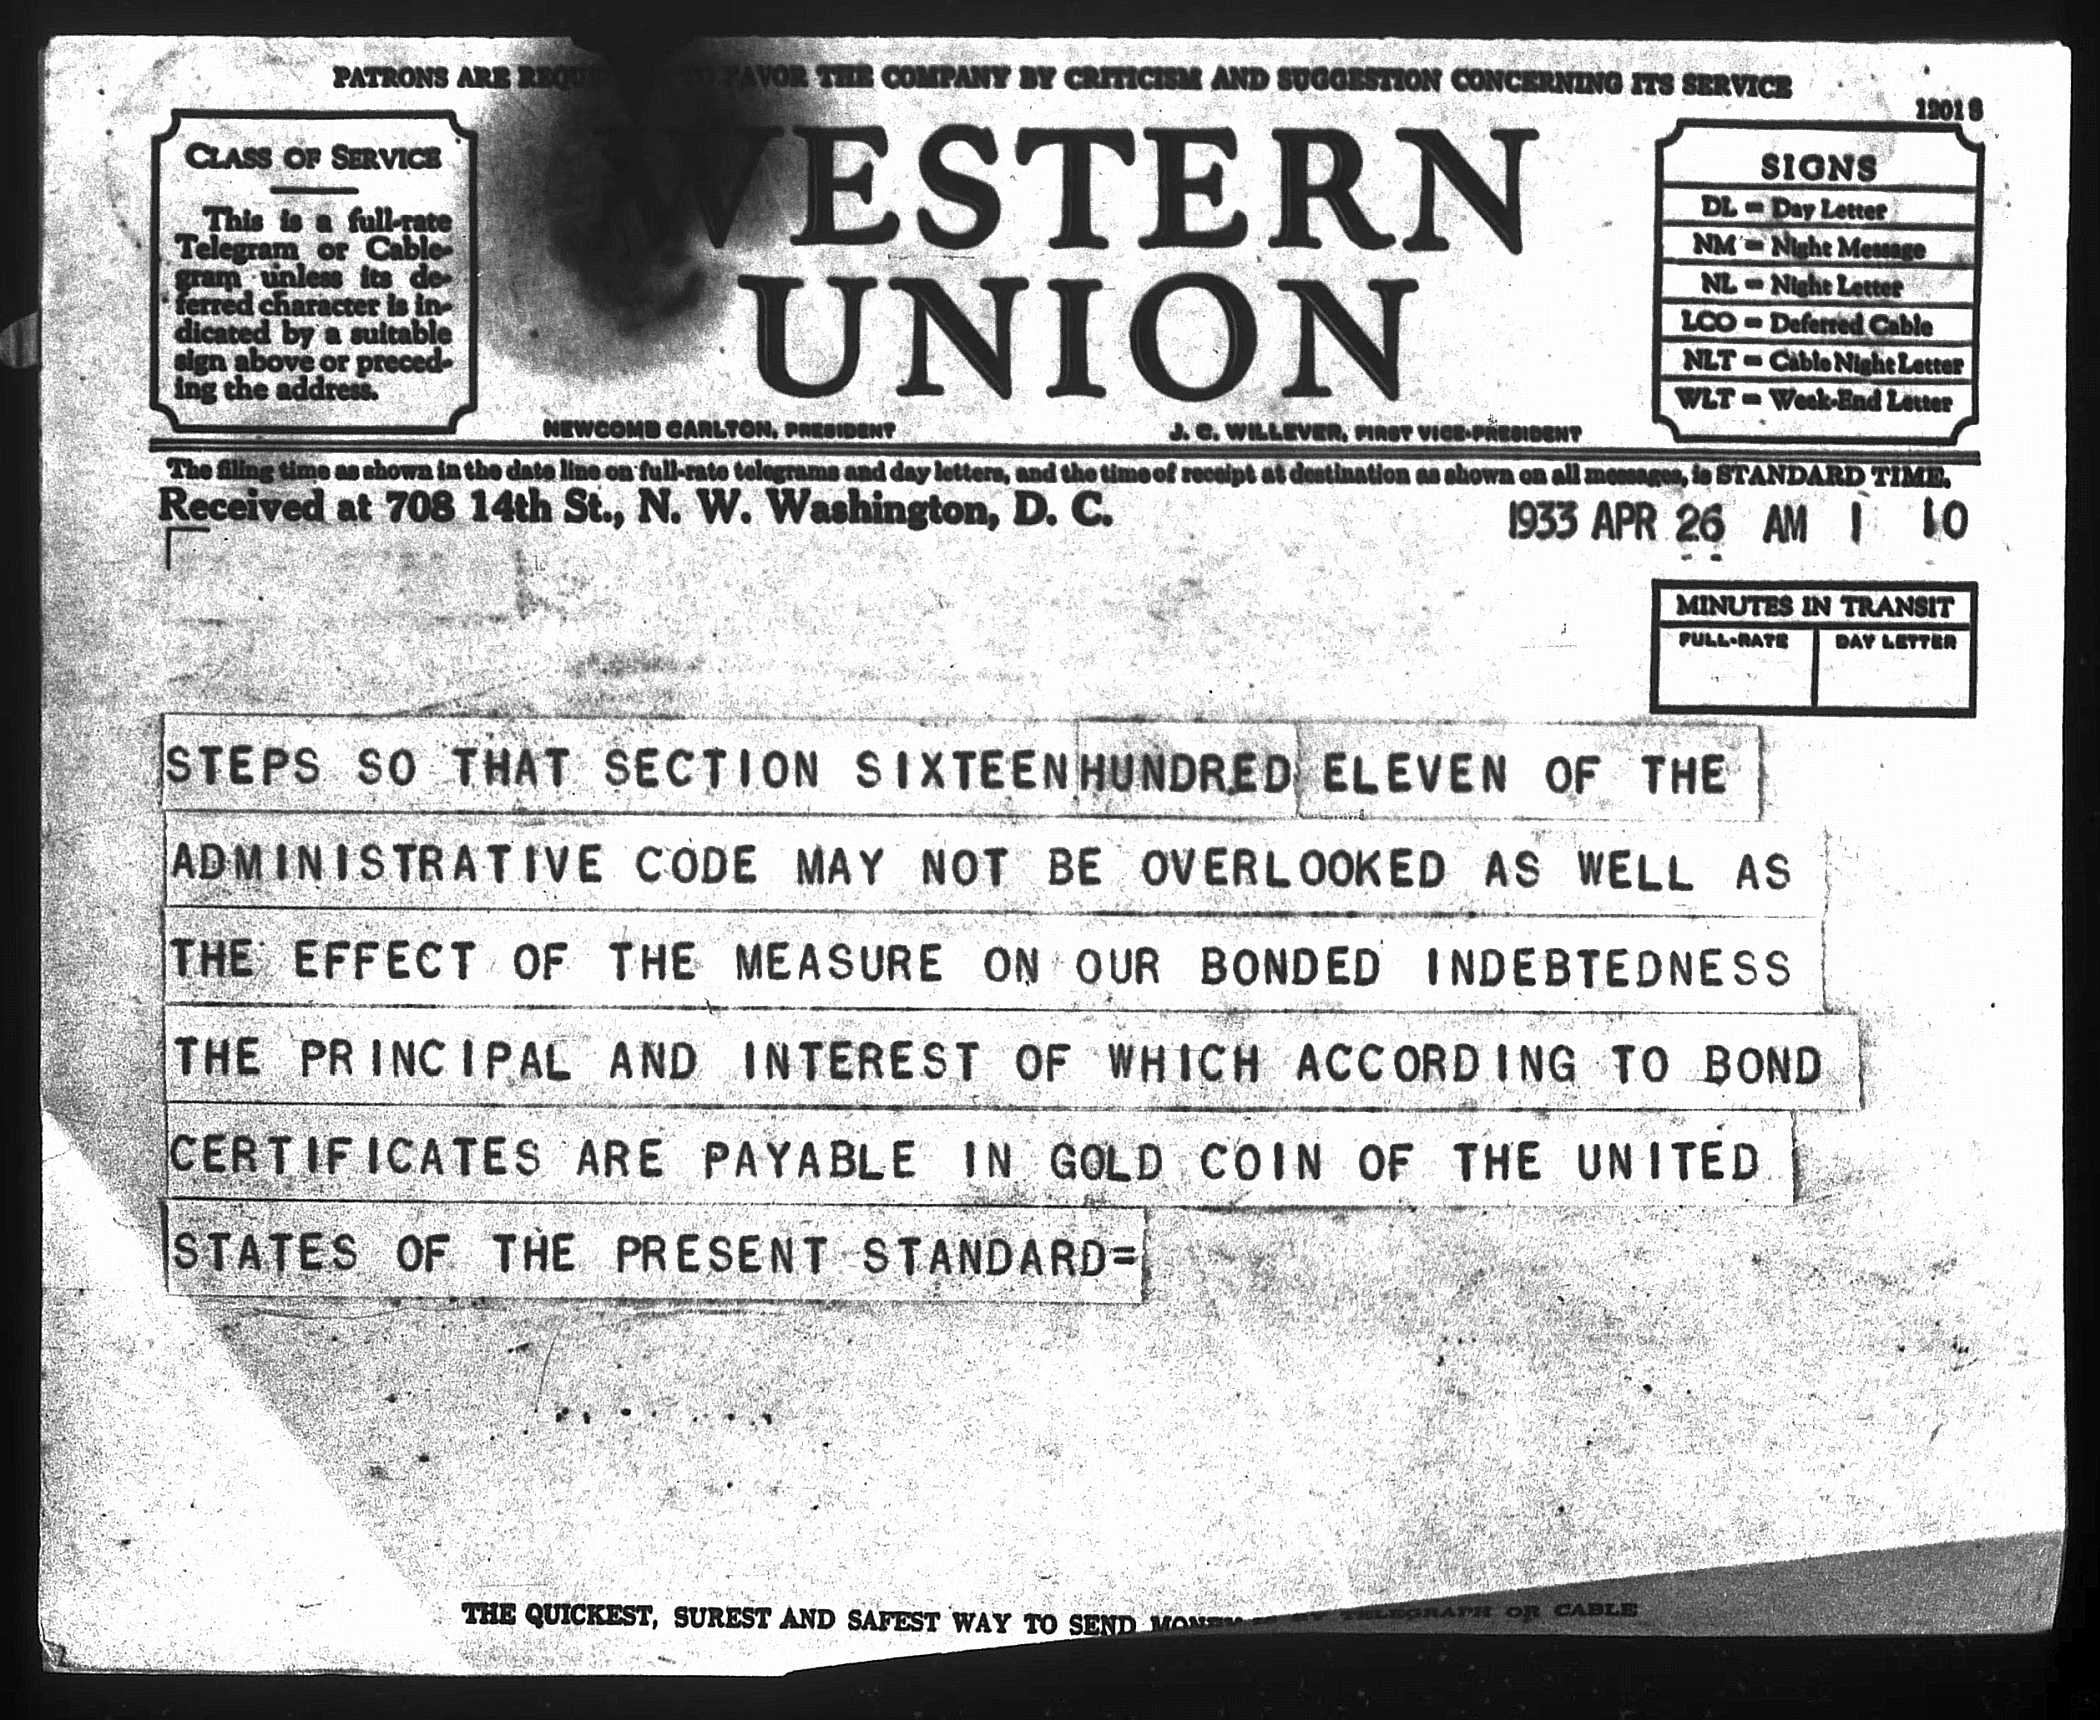 PATRONS ARE FAVOR THE COMPANY BY CRITICISM AND SUGGESTION CONCERNING ITS SERVICE
1201S
CLASS OF SERVICE
This is a full-rate
Telegram or Cable-
gram unless its de-
ferred character is in-
dicated by a suitable
sign above or preced-
ing the address.
WESTERN
UNION
SIGNS
DL = Day Letter
NM = Night Message
NL = Night Letter
LCO = Deferred Cable
NLT = Cable Night Letter
WLT = Week-End Letter
NEWCOMB CARLTON, PRESIDENT
J. C. WILLEVER, FIRST VICE-PRESIDENT
The filing time as shown in the date line on full-rate telegrams and day letters, and the time of receipt at destination as shown on all messages, is STANDARD TIME.
Received at 708 14th St., N. W. Washington, D. C.
1933 APR 26 AM 1 10
MINUTES IN TRANSIT
FULL-RATE
DAY LETTER
STEPS SO THAT SECTION SIXTEEN HUNDRED ELEVEN OF THE
ADMINISTRATIVE CODE MAY NOT BE OVERLOOKED AS WELL AS
THE EFFECT OF THE MEASURE ON OUR BONDED INDEBTEDNESS
THE PRINCIPAL AND INTEREST OF WHICH ACCORDING TO BOND
CERTIFICATES ARE PAYABLE IN GOLD COIN OF THE UNITED
STATES OF THE PRESENT STANDARD=
THE QUICKEST, SUREST AND SAFEST WAY TO SEND MONEY TELEGRAPH OR CABLE